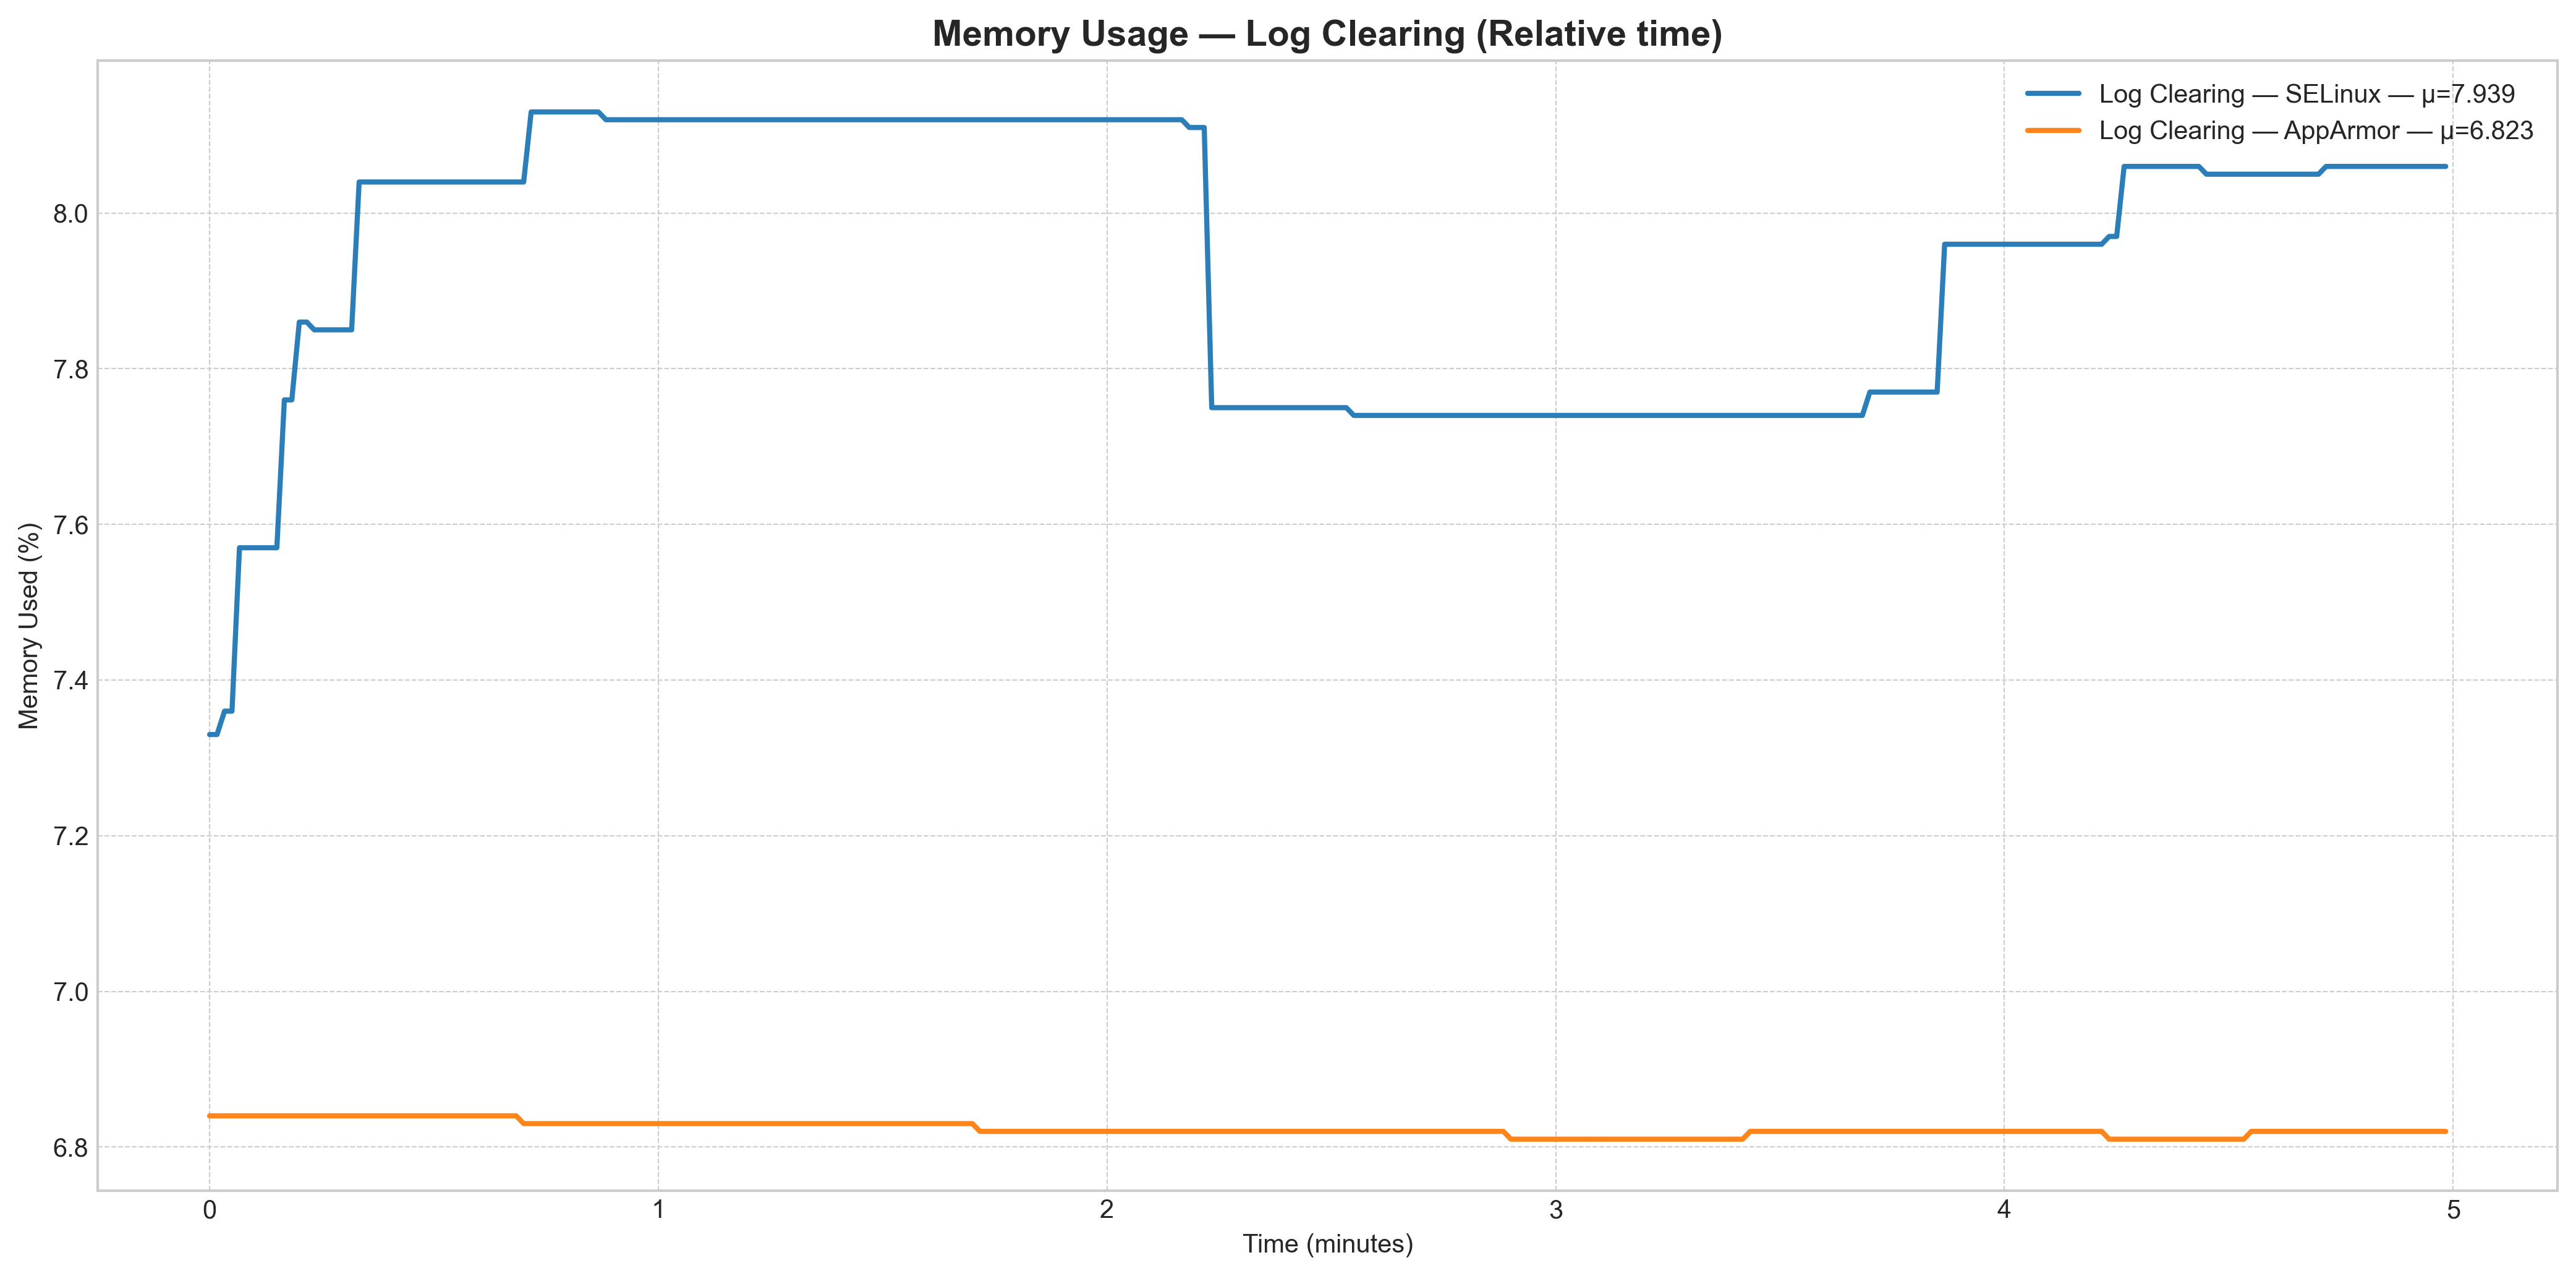 Memory Usage — Log Clearing (Relative time)
Log Clearing — SELinux — µ=7.939
Log Clearing — AppArmor — µ=6.823
Memory Used (%)
8.0
7.8
7.6
7.4
7.2
7.0
6.8
0 1 2 3 4 5
Time (minutes)